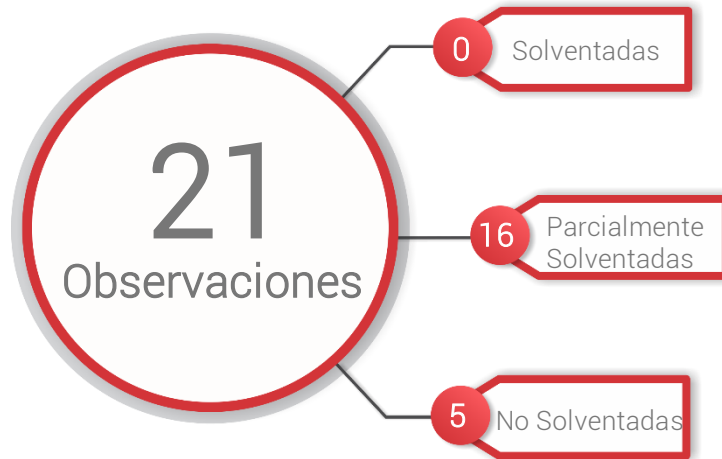 21
Observaciones
0
Solventadas
16
Parcialmente
Solventadas
5
No Solventadas